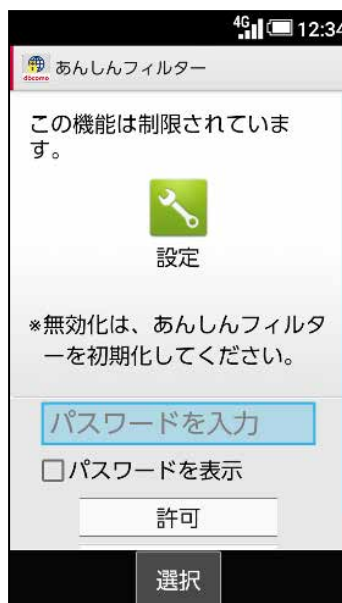 4G 12:34
docomo
あんしんフィルター
この機能は制限されていま
す。
設定
*無効化は、あんしんフィルタ
ーを初期化してください。
パスワードを入力
パスワードを表示
許可
選択